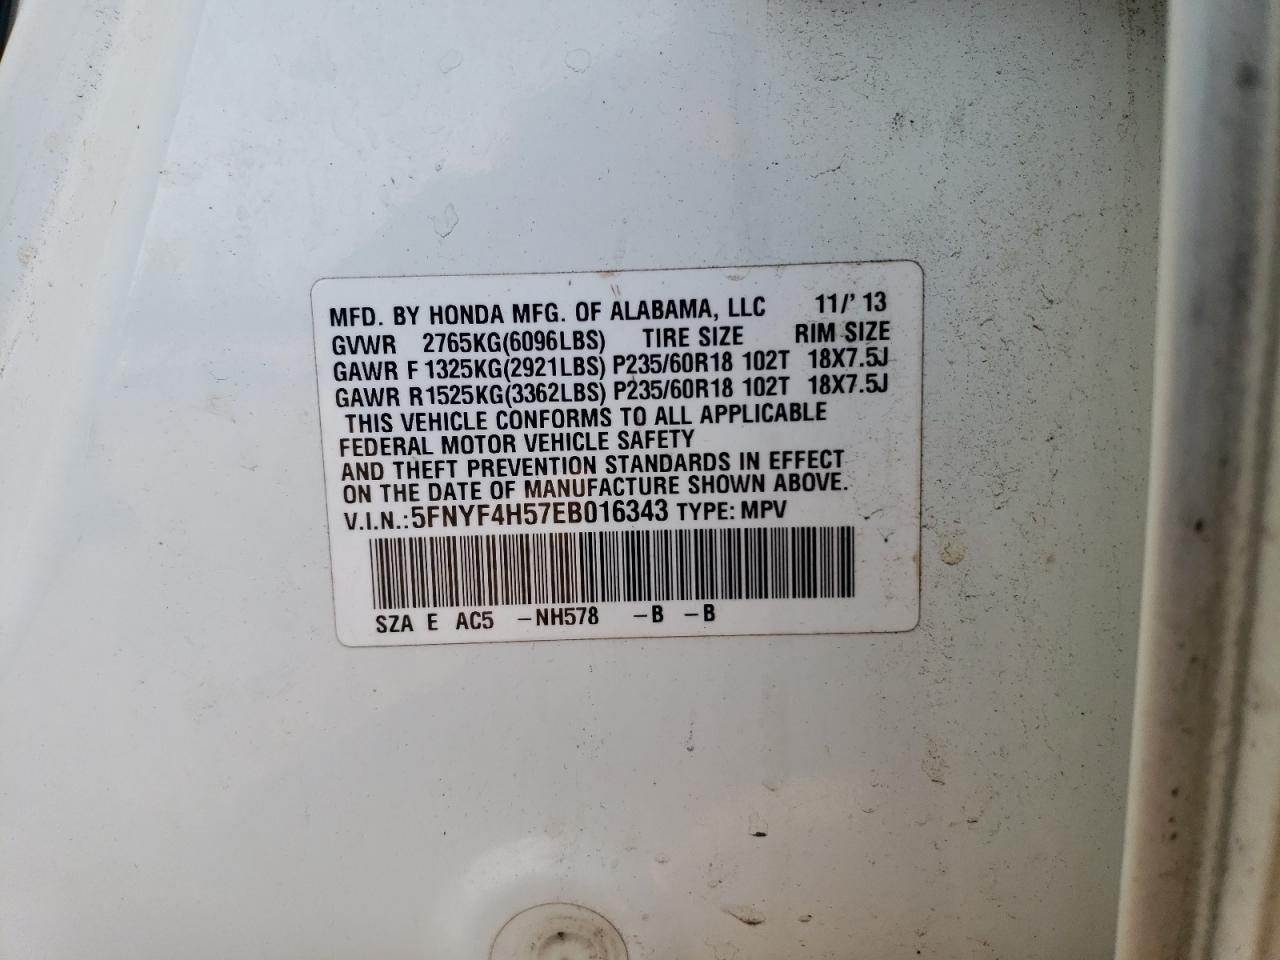 MFD. BY HONDA MFG. OF ALABAMA, LLC 11/'13
GVWR 2765KG(6096LBS) TIRE SIZE RIM SIZE
GAWR F 1325KG(2921LBS) P235/60R18 102T 18X7.5J
GAWR R1525KG(3362LBS) P235/60R18 102T 18X7.5J
THIS VEHICLE CONFORMS TO ALL APPLICABLE
FEDERAL MOTOR VEHICLE SAFETY
AND THEFT PREVENTION STANDARDS IN EFFECT
ON THE DATE OF MANUFACTURE SHOWN ABOVE.
V.I.N.:5FNYF4H57EB016343 TYPE: MPV
SZA E AC5 -NH578 -B -B